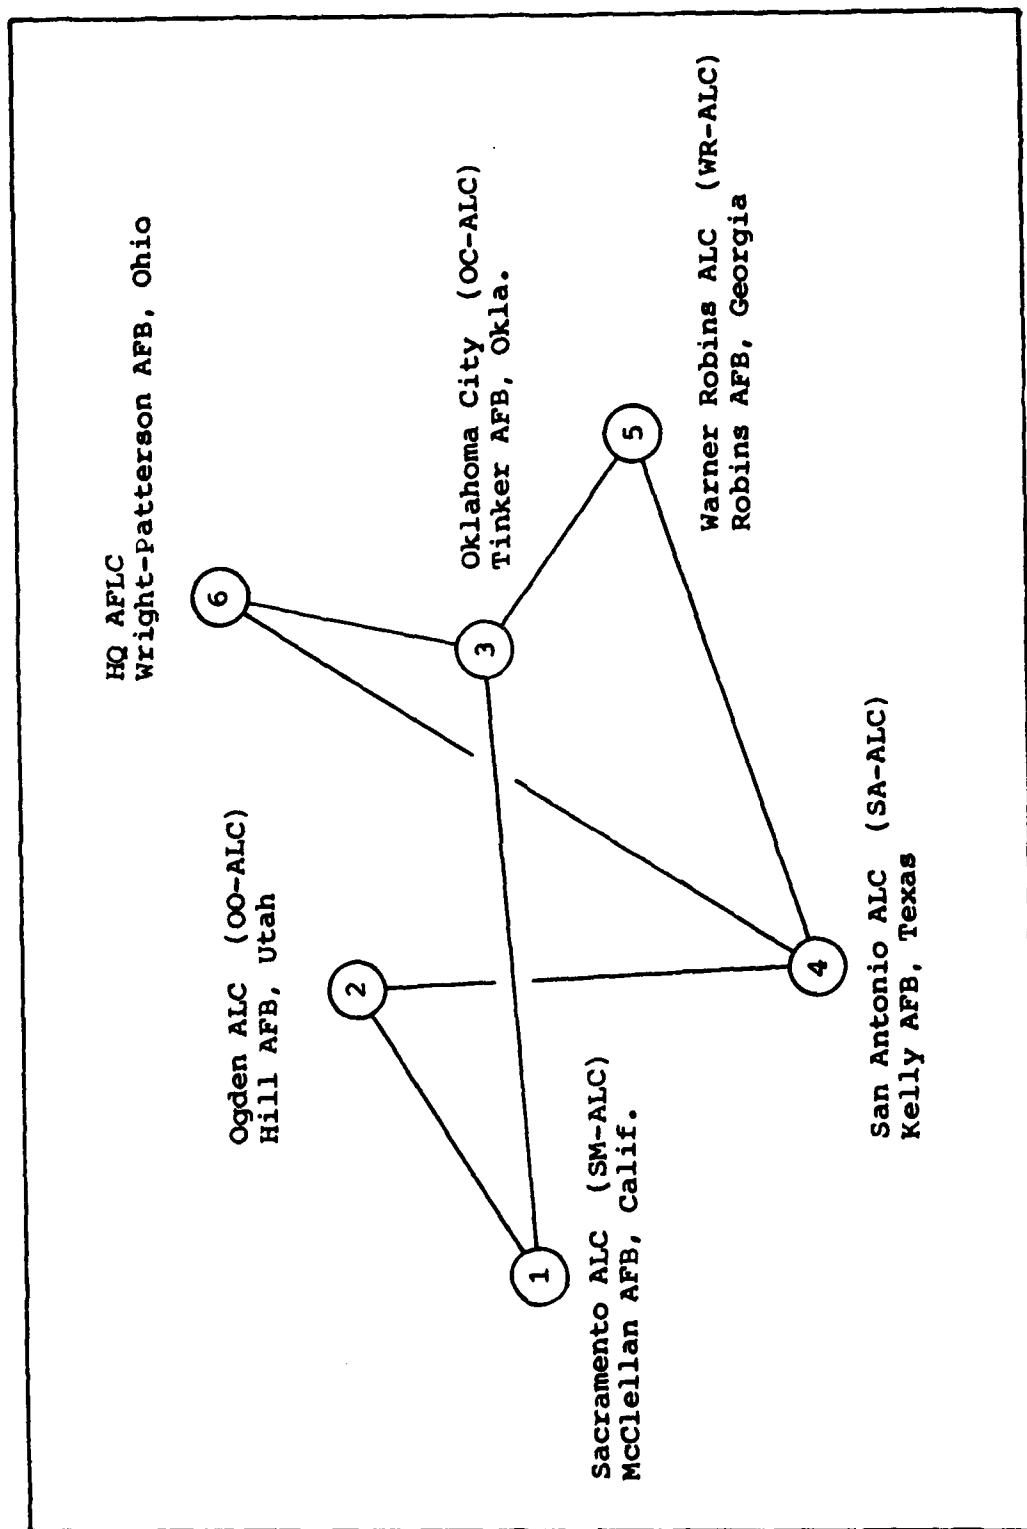 HQ AFLC
Wright-Patterson AFB, Ohio
6
Ogden ALC (OO-ALC)
Hill AFB, Utah
2
Oklahoma City (OC-ALC)
Tinker AFB, Okla.
3
1
Sacramento ALC (SM-ALC)
McClellan AFB, Calif.
5
Warner Robins ALC (WR-ALC)
Robins AFB, Georgia
4
San Antonio ALC (SA-ALC)
Kelly AFB, Texas